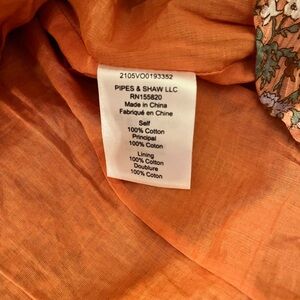 2105VO0193352
PIPES & SHAW LLC
RN155820
Made in China
Fabriqué en Chine
Self
100% Cotton
Principal
100% Coton
Lining
100% Cotton
Doublure
100% Coton